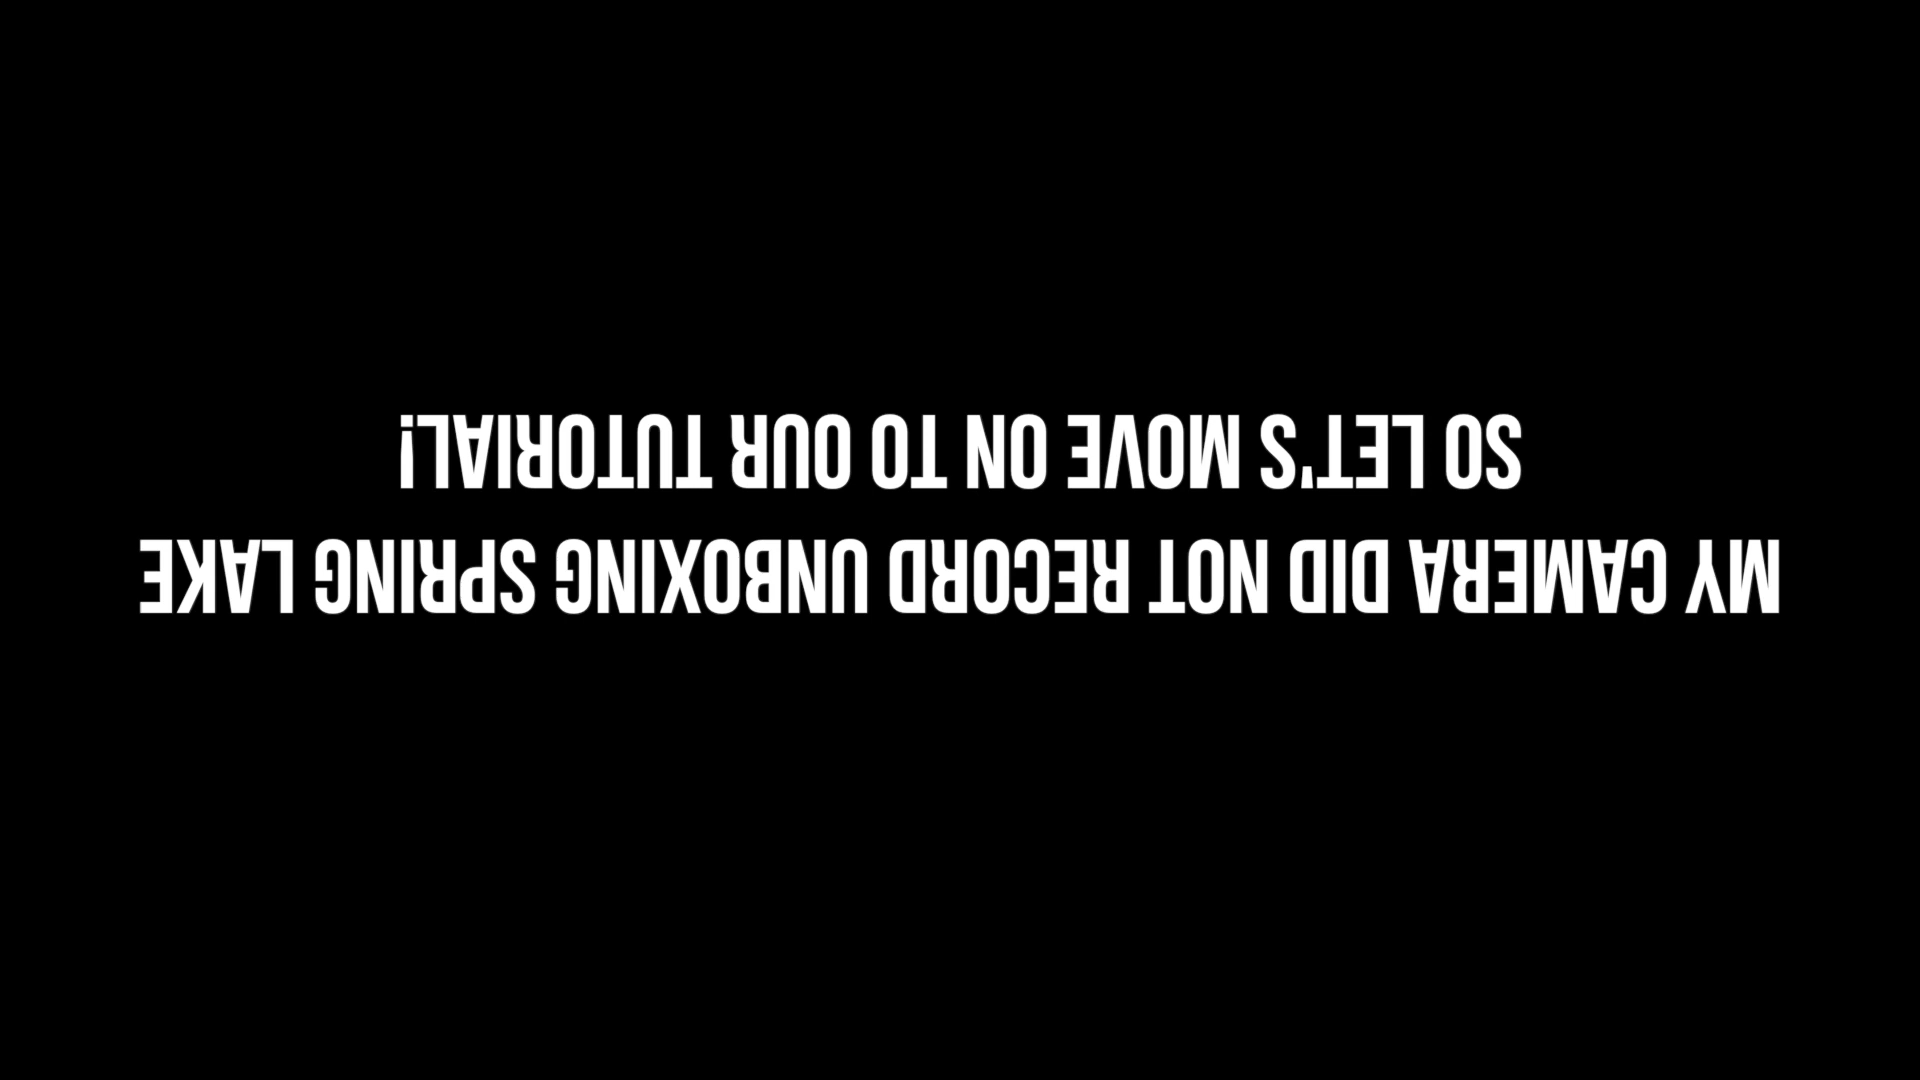 MY CAMERA DID NOT RECORD UNBOXING SPRING LAKE
SO LET'S MOVE ON TO OUR TUTORIAL!